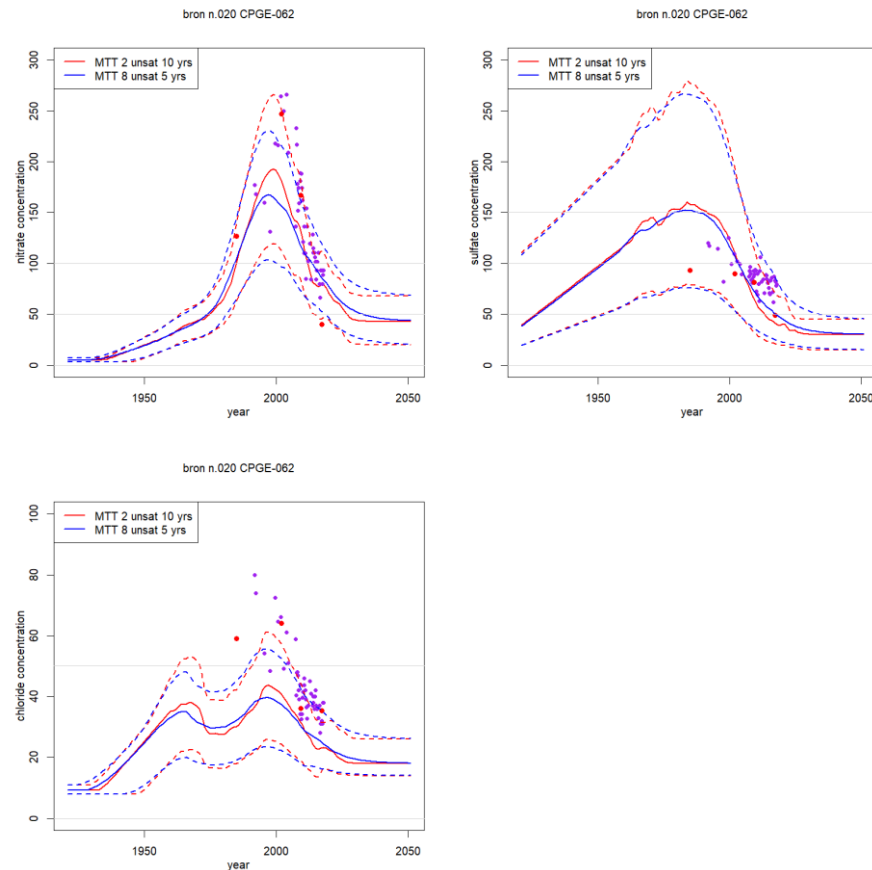 bron n.020 CPGE-062
MTT 2 unsat 10 yrs
MTT 8 unsat 5 yrs
nitrate concentration
0
50
100
150
200
250
300
1950
2000
2050
year
bron n.020 CPGE-062
MTT 2 unsat 10 yrs
MTT 8 unsat 5 yrs
sulfate concentration
0
50
100
150
200
250
300
1950
2000
2050
year
bron n.020 CPGE-062
MTT 2 unsat 10 yrs
MTT 8 unsat 5 yrs
chloride concentration
0
20
40
60
80
100
1950
2000
2050
year